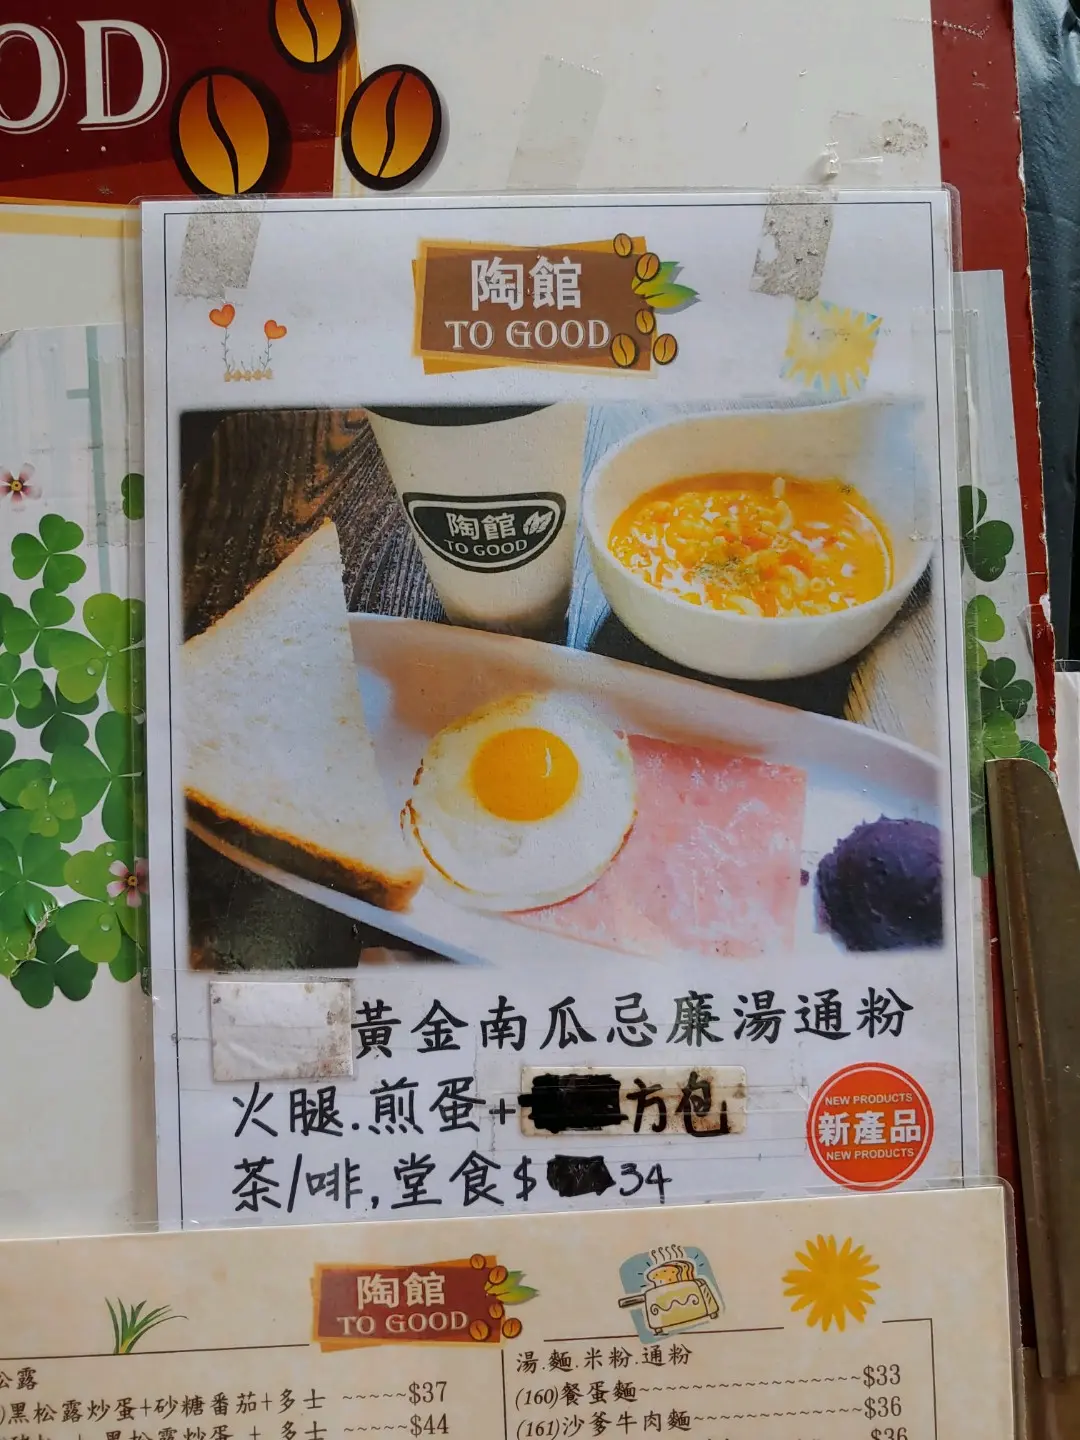 OD
陶館
TO GOOD
陶館
TO GOOD
黃金南瓜忌廉湯通粉
火腿.煎蛋+方包
茶/啡,堂食$34
NEW PRODUCTS
新產品
NEW PRODUCTS
陶館
TO GOOD
松露
黑松露炒蛋+砂糖番茄+多士 ~~~~~$37
黑松露炒蛋 + 多士 ~~~~~$44
湯.麵.米粉.通粉
(160)餐蛋麵~~~~~~~~~~~~~~~~$33
(161)沙爹牛肉麵~~~~~~~~~~~~$36
$36